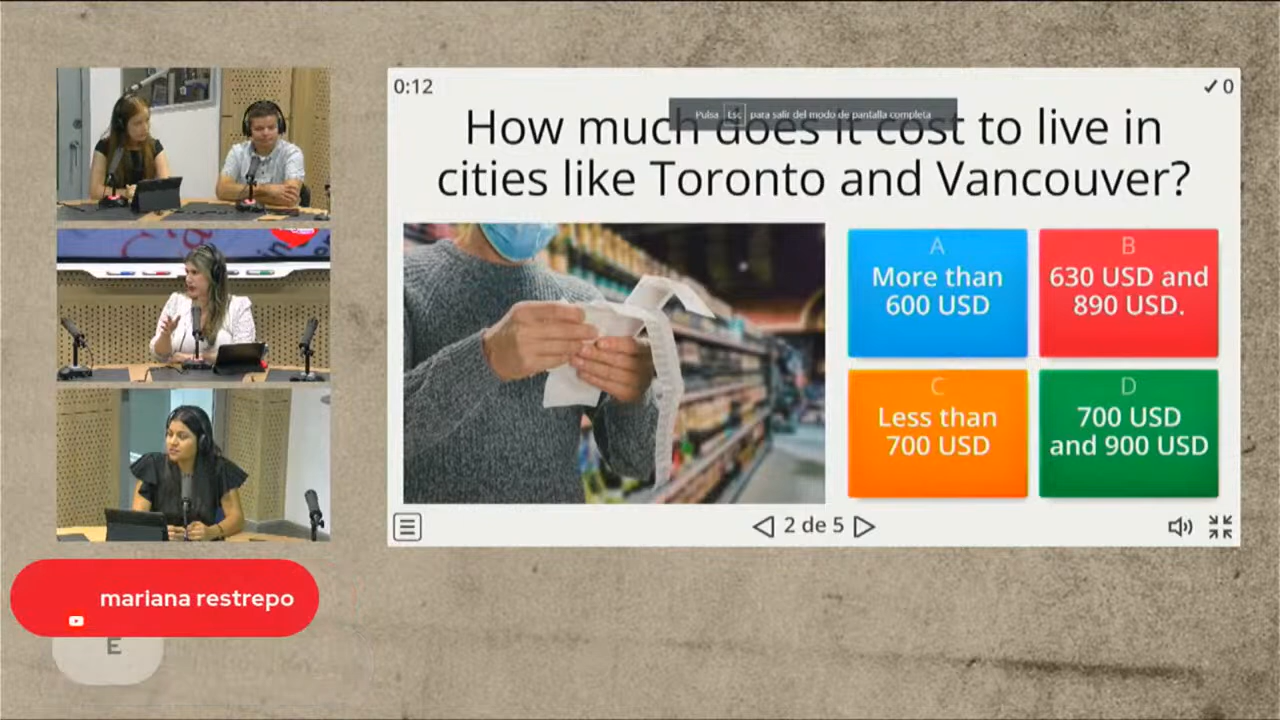 0:12
✓ 0
Pulsa Esc para salir del modo de pantalla completa
How much does it cost to live in
cities like Toronto and Vancouver?
A
More than
600 USD
B
630 USD and
890 USD.
C
Less than
700 USD
D
700 USD
and 900 USD
2 de 5
mariana restrepo
E